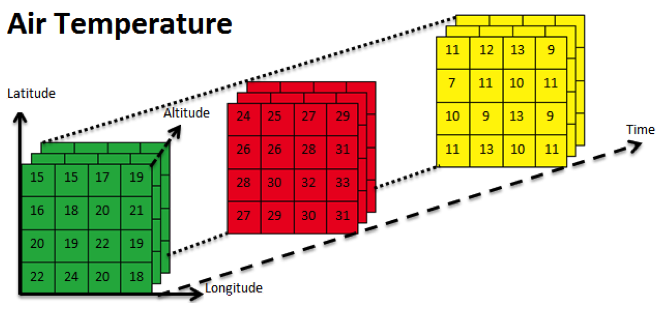 Air Temperature
Latitude
Altitude
Time
Longitude
15 15 17 19
16 18 20 21
20 19 22 19
22 24 20 18
24 25 27 29
26 26 28 31
28 30 32 33
27 29 30 31
11 12 13 9
7 11 10 11
10 9 13 9
11 13 10 11